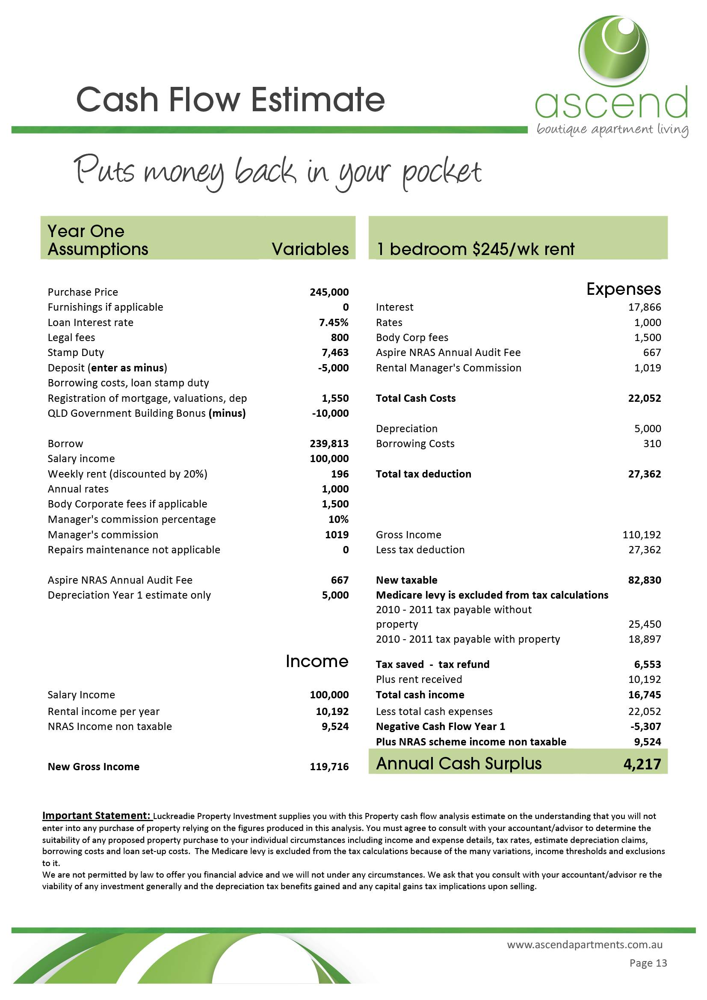 ascend
boutique apartment living
Cash Flow Estimate
Puts money back in your pocket
Year One
Assumptions Variables
Purchase Price 245,000
Furnishings if applicable 0
Loan Interest rate 7.45%
Legal fees 800
Stamp Duty 7,463
Deposit (enter as minus) -5,000
Borrowing costs, loan stamp duty
Registration of mortgage, valuations, dep 1,550
QLD Government Building Bonus (minus) -10,000
Borrow 239,813
Salary income 100,000
Weekly rent (discounted by 20%) 196
Annual rates 1,000
Body Corporate fees if applicable 1,500
Manager's commission percentage 10%
Manager's commission 1019
Repairs maintenance not applicable 0
Aspire NRAS Annual Audit Fee 667
Depreciation Year 1 estimate only 5,000
Income
Salary Income 100,000
Rental income per year 10,192
NRAS Income non taxable 9,524
New Gross Income 119,716
1 bedroom $245/wk rent
Expenses
Interest 17,866
Rates 1,000
Body Corp fees 1,500
Aspire NRAS Annual Audit Fee 667
Rental Manager's Commission 1,019
Total Cash Costs 22,052
Depreciation 5,000
Borrowing Costs 310
Total tax deduction 27,362
Gross Income 110,192
Less tax deduction 27,362
New taxable 82,830
Medicare levy is excluded from tax calculations
2010 - 2011 tax payable without
property 25,450
2010 - 2011 tax payable with property 18,897
Tax saved - tax refund 6,553
Plus rent received 10,192
Total cash income 16,745
Less total cash expenses 22,052
Negative Cash Flow Year 1 -5,307
Plus NRAS scheme income non taxable 9,524
Annual Cash Surplus 4,217
Important Statement: Luckreadie Property Investment supplies you with this Property cash flow analysis estimate on the understanding that you will not
enter into any purchase of property relying on the figures produced in this analysis. You must agree to consult with your accountant/advisor to determine the
suitability of any proposed property purchase to your individual circumstances including income and expense details, tax rates, estimate depreciation claims,
borrowing costs and loan set-up costs. The Medicare levy is excluded from the tax calculations because of the many variations, income thresholds and exclusions
to it.
We are not permitted by law to offer you financial advice and we will not under any circumstances. We ask that you consult with your accountant/advisor re the
viability of any investment generally and the depreciation tax benefits gained and any capital gains tax implications upon selling.
www.ascendapartments.com.au
Page 13